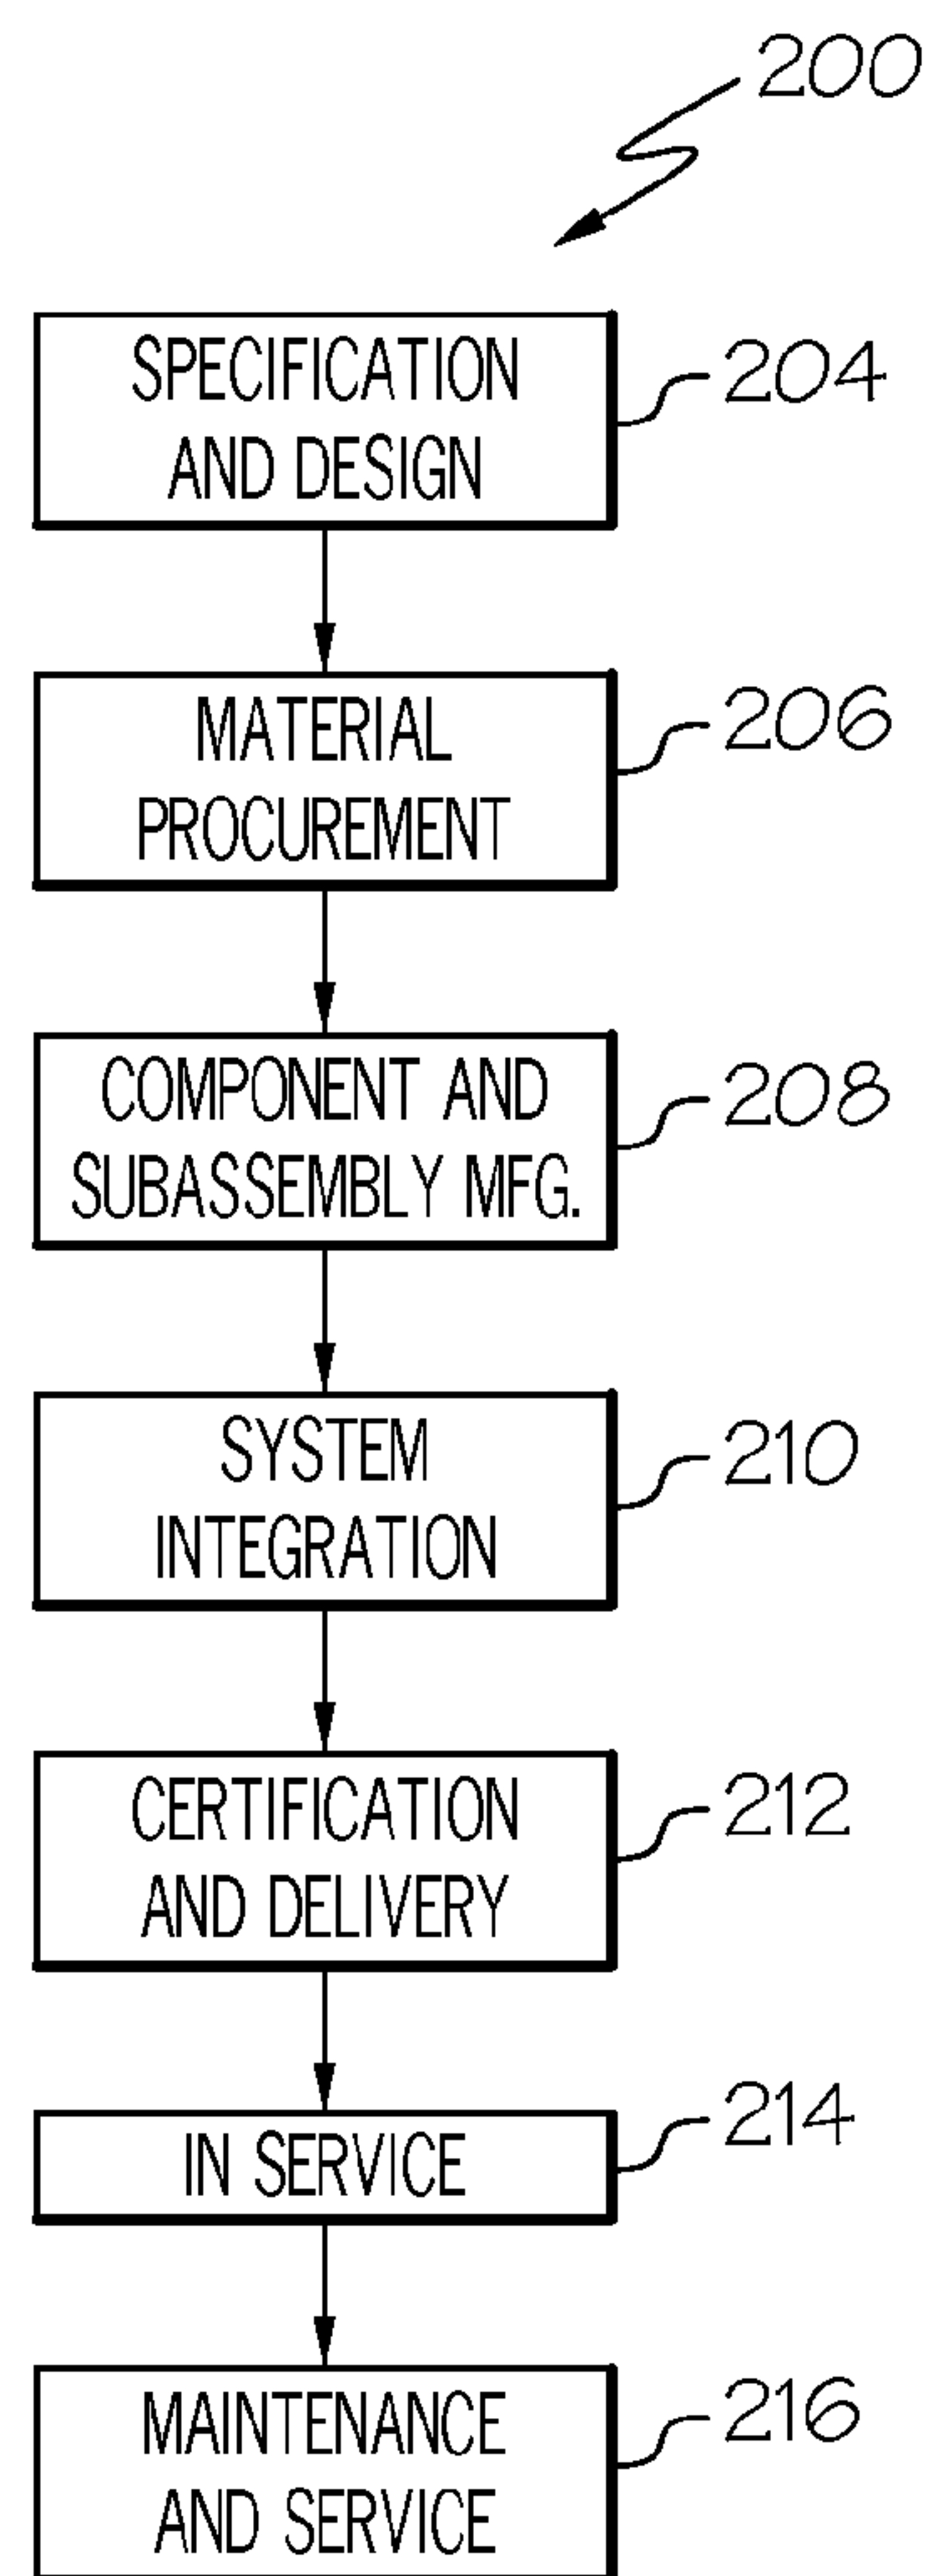 200
SPECIFICATION
AND DESIGN
204
MATERIAL
PROCUREMENT
206
COMPONENT AND
SUBASSEMBLY MFG.
208
SYSTEM
INTEGRATION
210
CERTIFICATION
AND DELIVERY
212
IN SERVICE
214
MAINTENANCE
AND SERVICE
216